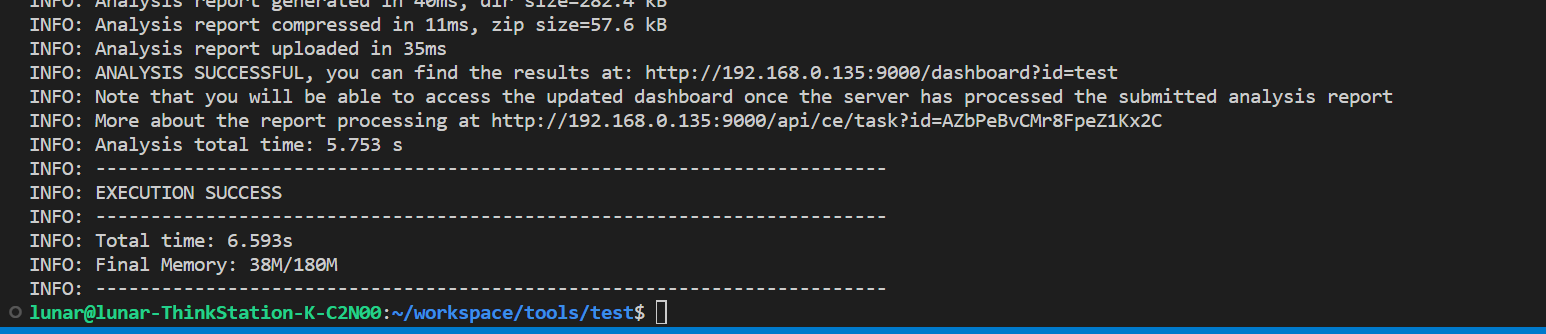 INFO: Analysis report generated in 40ms, dir size=282.4 kB
INFO: Analysis report compressed in 11ms, zip size=57.6 kB
INFO: Analysis report uploaded in 35ms
INFO: ANALYSIS SUCCESSFUL, you can find the results at: http://192.168.0.135:9000/dashboard?id=test
INFO: Note that you will be able to access the updated dashboard once the server has processed the submitted analysis report
INFO: More about the report processing at http://192.168.0.135:9000/api/ce/task?id=AZbPeBvCMr8FpeZ1Kx2C
INFO: Analysis total time: 5.753 s
INFO: ------------------------------------------------------------------------
INFO: EXECUTION SUCCESS
INFO: ------------------------------------------------------------------------
INFO: Total time: 6.593s
INFO: Final Memory: 38M/180M
INFO: ------------------------------------------------------------------------
lunar@lunar-ThinkStation-K-C2N00:~/workspace/tools/test$